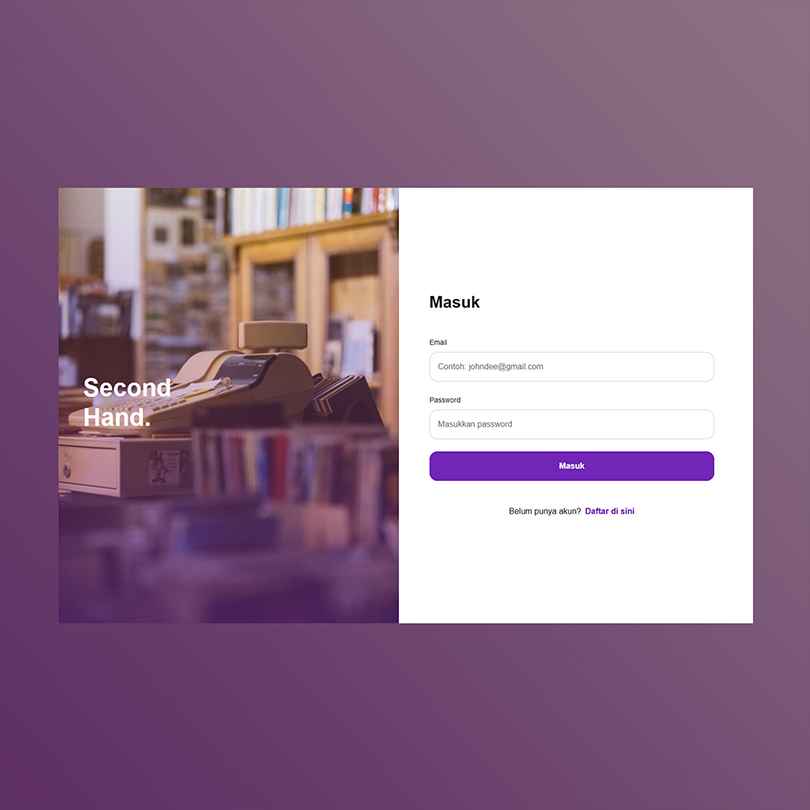 Second
Hand.
Masuk
Email
Contoh: johndee@gmail.com
Password
Masukkan password
Masuk
Belum punya akun? Daftar di sini